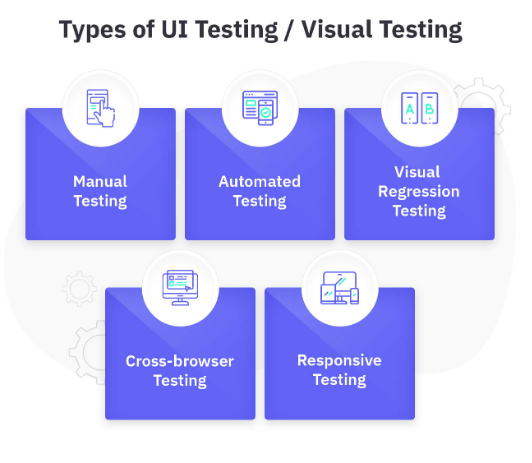 Types of UI Testing / Visual Testing
A B
Manual
Testing
Automated
Testing
Visual
Regression
Testing
Cross-browser
Testing
Responsive
Testing